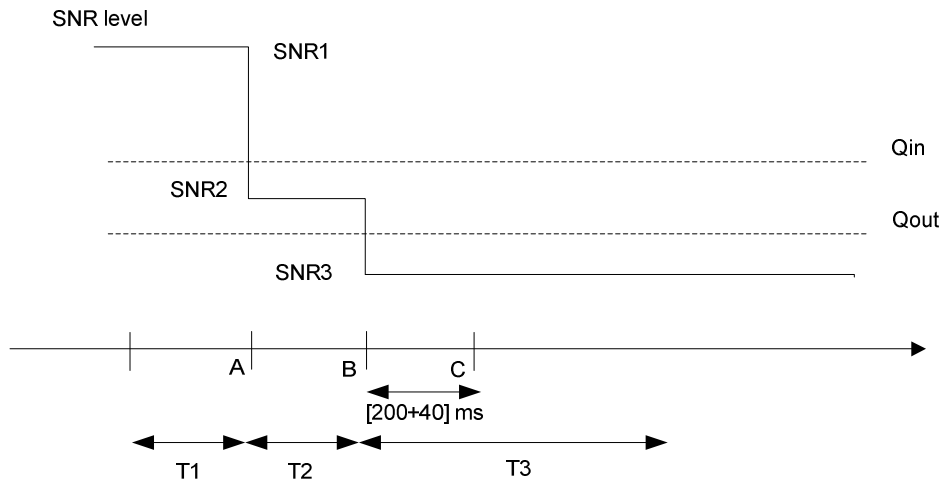 SNR level
SNR1
Qin
SNR2
Qout
SNR3
A
B
C
[200+40] ms
T1
T2
T3